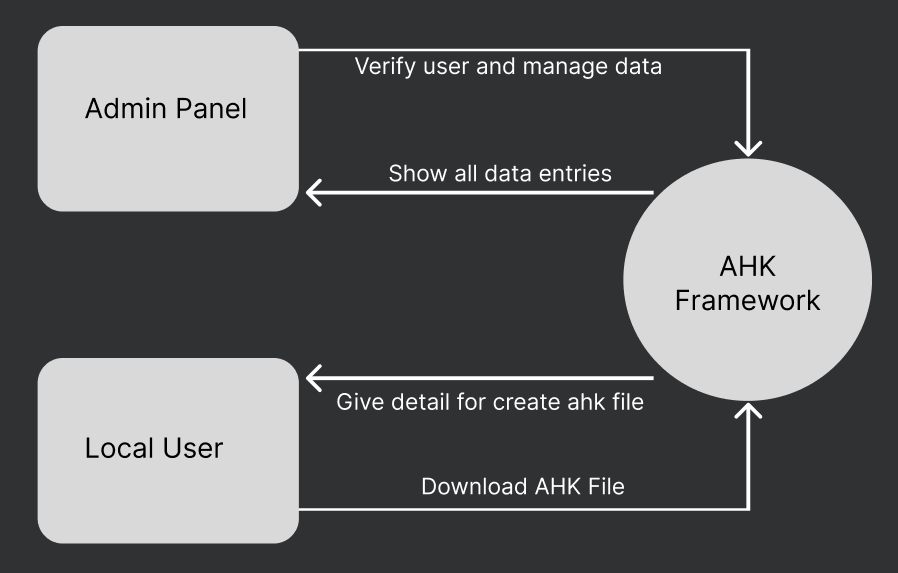 Admin Panel
Verify user and manage data
Show all data entries
AHK
Framework
Give detail for create ahk file
Local User
Download AHK File